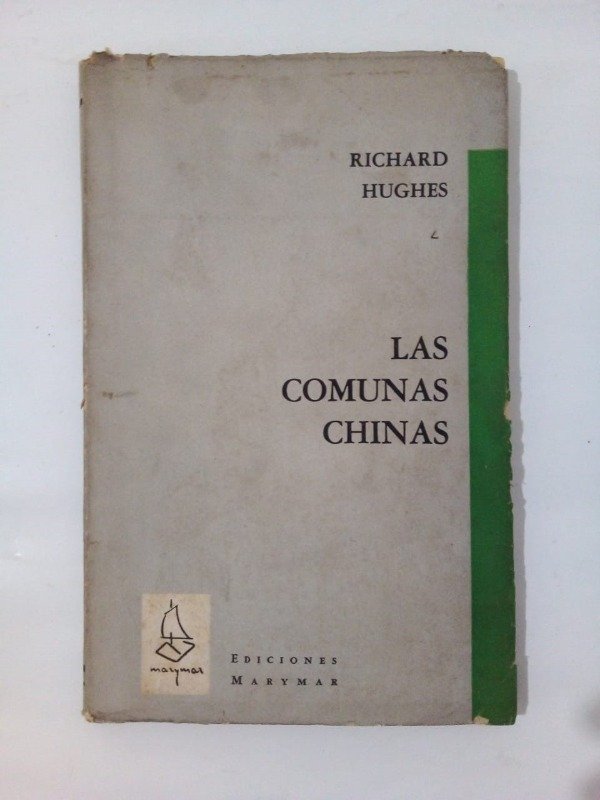 RICHARD
HUGHES
LAS
COMUNAS
CHINAS
marymar
EDICIONES
MARYMAR